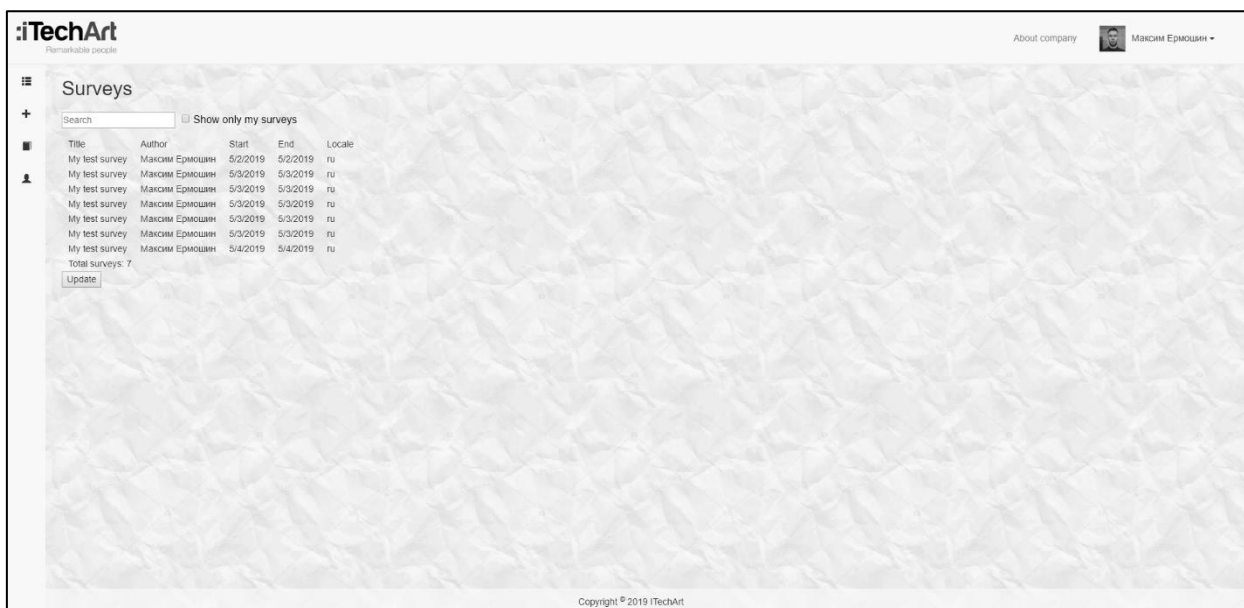 :iTechArt
Remarkable people
About company
Максим Ермошин
Surveys
Search
Show only my surveys
Title Author Start End Locale
My test survey Максим Ермошин 5/2/2019 5/2/2019 ru
My test survey Максим Ермошин 5/3/2019 5/3/2019 ru
My test survey Максим Ермошин 5/3/2019 5/3/2019 ru
My test survey Максим Ермошин 5/3/2019 5/3/2019 ru
My test survey Максим Ермошин 5/3/2019 5/3/2019 ru
My test survey Максим Ермошин 5/3/2019 5/3/2019 ru
My test survey Максим Ермошин 5/4/2019 5/4/2019 ru
Total surveys: 7
Update
Copyright © 2019 ITechArt